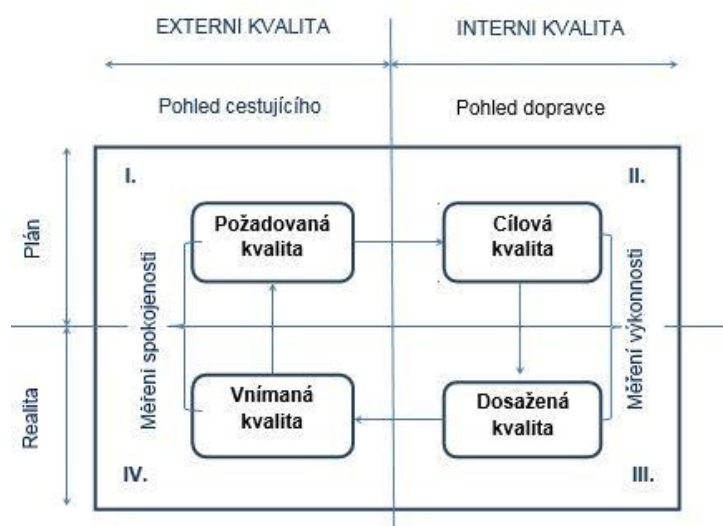 EXTERNI KVALITA
INTERNI KVALITA
Pohled cestujícího
Pohled dopravce
I.
II.
Plán
Požadovaná
kvalita
Cílová
kvalita
Měření spokojenosti
Měření výkonnosti
Realita
Vnímaná
kvalita
Dosažená
kvalita
IV.
III.